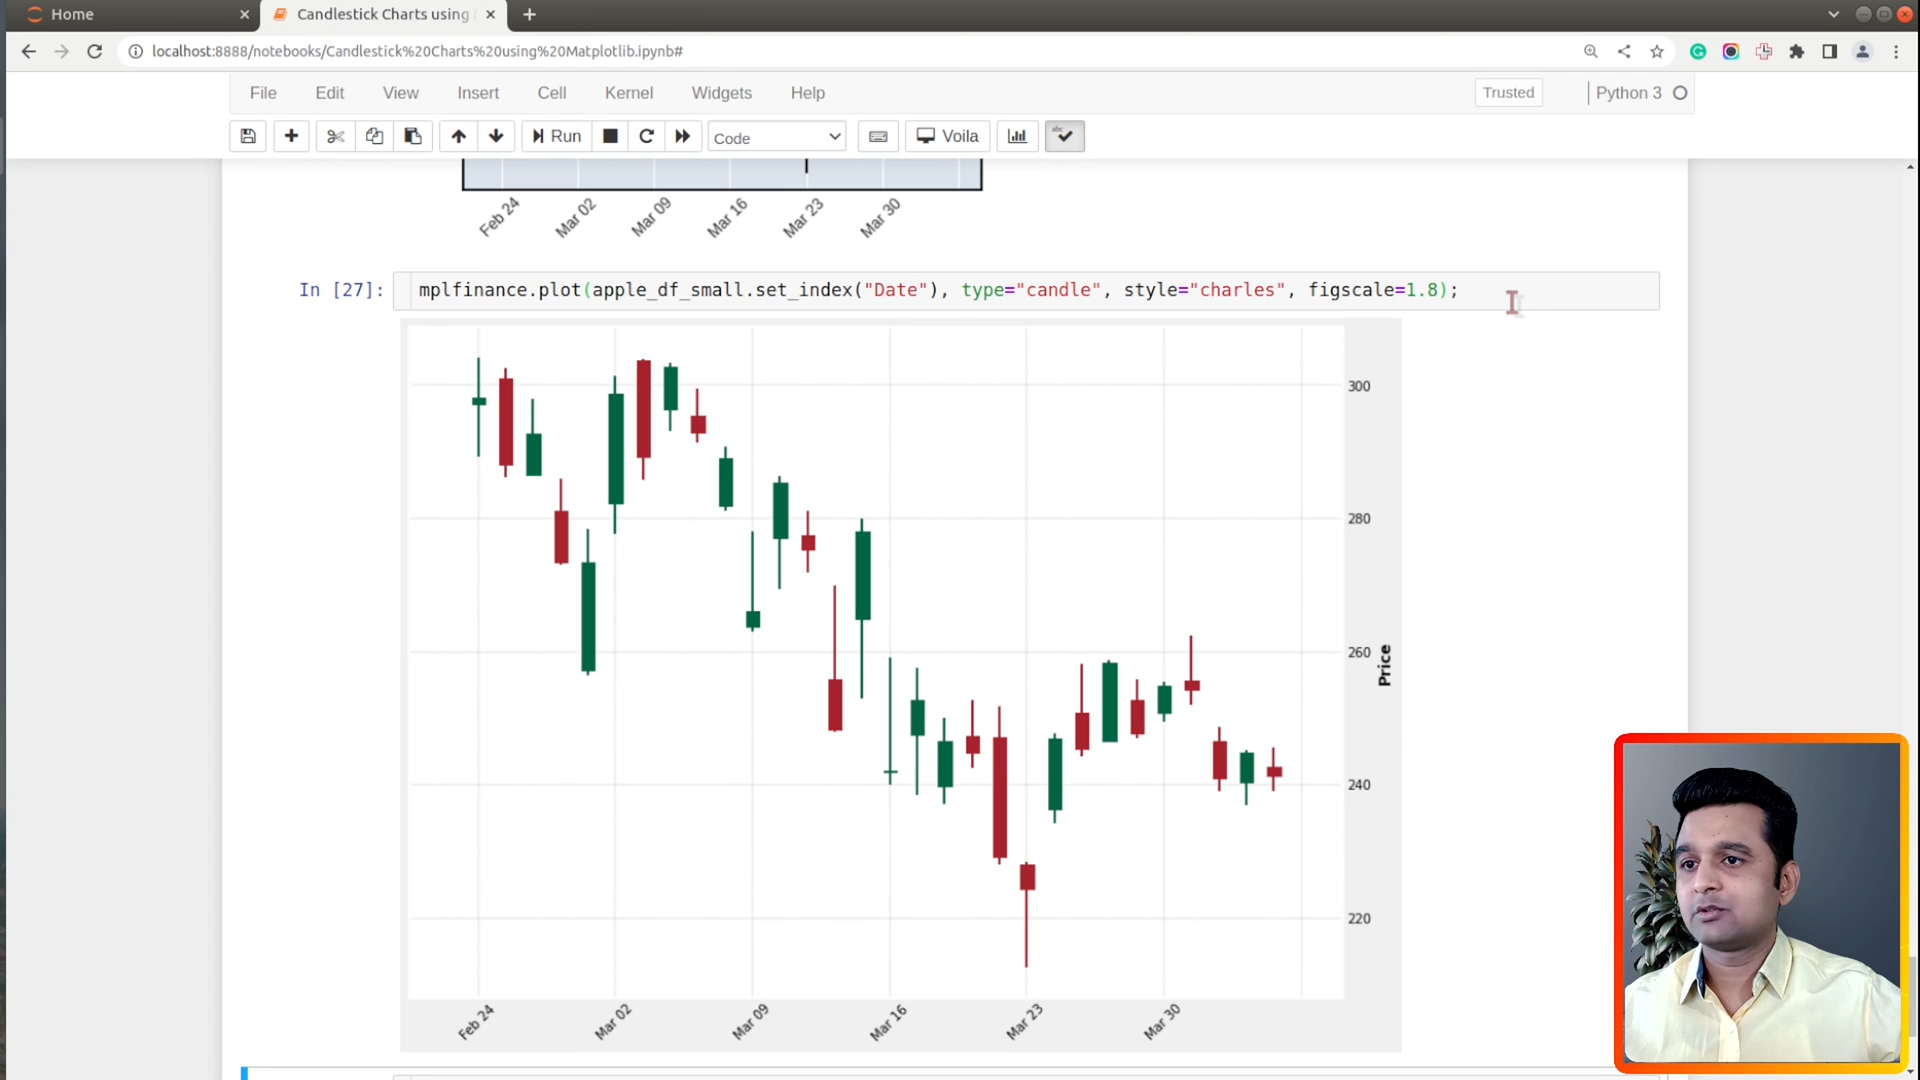 Home
Candlestick Charts using
localhost:8888/notebooks/Candlestick%20Charts%20using%20Matplotlib.ipynb#
File Edit View Insert Cell Kernel Widgets Help Trusted Python 3
Run Code Voila
Feb 24 Mar 02 Mar 09 Mar 16 Mar 23 Mar 30
In [27]: mplfinance.plot(apple_df_small.set_index("Date"), type="candle", style="charles", figscale=1.8);
300
280
260
Price
240
220
Feb 24 Mar 02 Mar 09 Mar 16 Mar 23 Mar 30